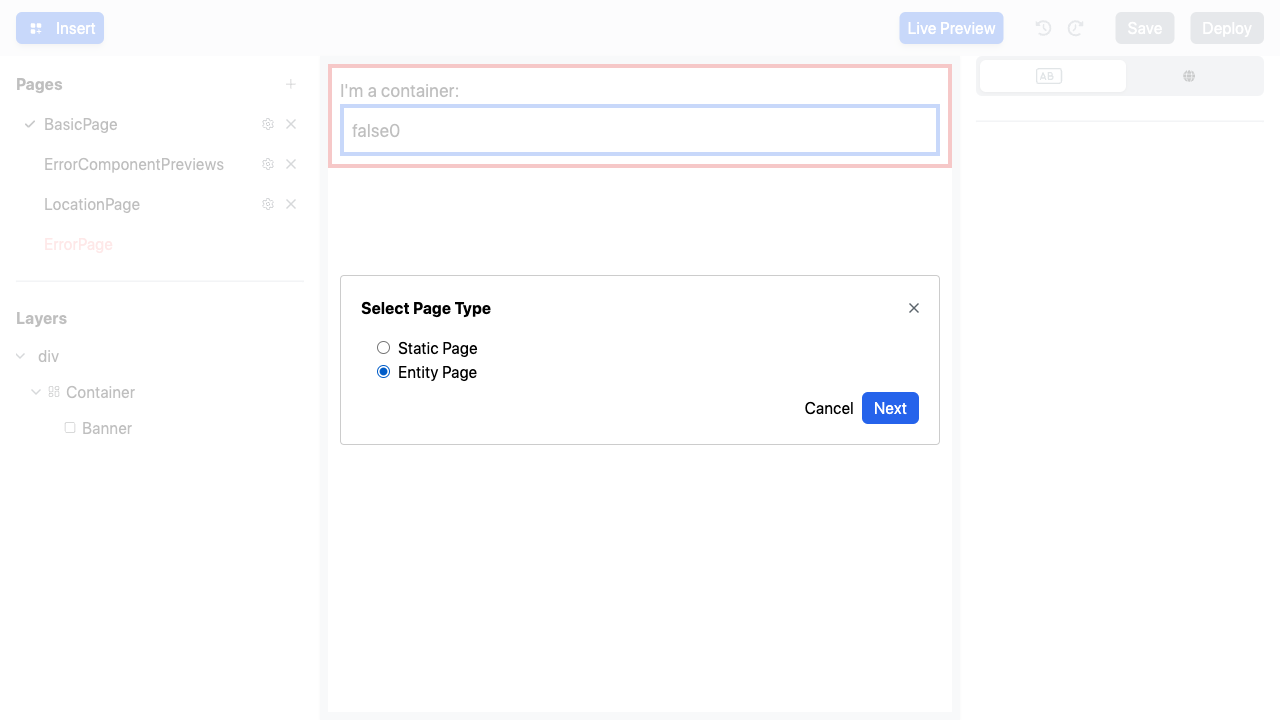 Insert
Live Preview
Save
Deploy
Pages
BasicPage
ErrorComponentPreviews
LocationPage
ErrorPage
Layers
div
Container
Banner
I'm a container:
false0
AB
Select Page Type
Static Page
Entity Page
Cancel
Next